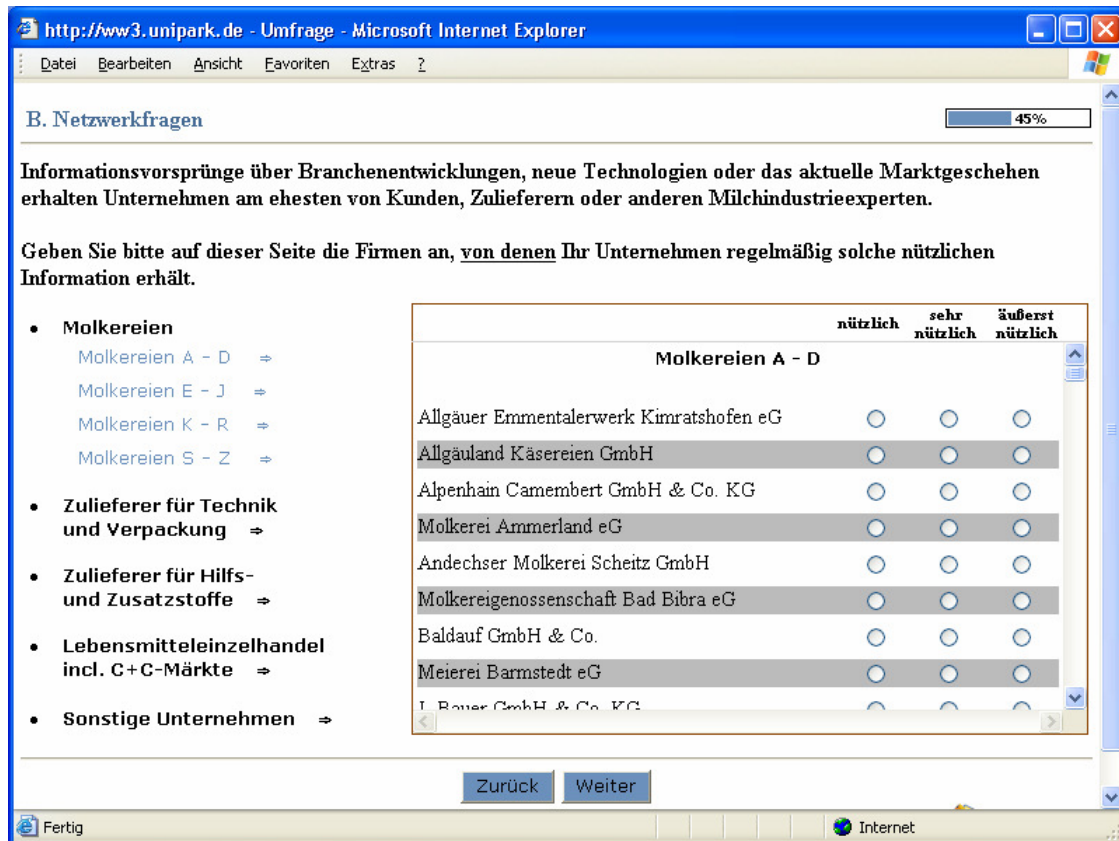 http://ww3.unipark.de - Umfrage - Microsoft Internet Explorer
Datei Bearbeiten Ansicht Favoriten Extras ?
B. Netzwerkfragen
45%
Informationsvorsprünge über Branchenentwicklungen, neue Technologien oder das aktuelle Marktgeschehen
erhalten Unternehmen am ehesten von Kunden, Zulieferern oder anderen Milchindustrieexperten.
Geben Sie bitte auf dieser Seite die Firmen an, von denen Ihr Unternehmen regelmäßig solche nützlichen
Information erhält.
• Molkereien
Molkereien A - D ⇒
Molkereien E - J ⇒
Molkereien K - R ⇒
Molkereien S - Z ⇒
• Zulieferer für Technik
und Verpackung ⇒
• Zulieferer für Hilfs-
und Zusatzstoffe ⇒
• Lebensmitteleinzelhandel
incl. C+C-Märkte ⇒
• Sonstige Unternehmen ⇒
nützlich
sehr
nützlich
äußerst
nützlich
Molkereien A - D
Allgäuer Emmentalerwerk Kimratshofen eG
Allgäuland Käsereien GmbH
Alpenhain Camembert GmbH & Co. KG
Molkerei Ammerland eG
Andechser Molkerei Scheitz GmbH
Molkereigenossenschaft Bad Bibra eG
Baldauf GmbH & Co.
Meierei Barmstedt eG
J. Bauer GmbH & Co. KG
Zurück Weiter
Fertig
Internet